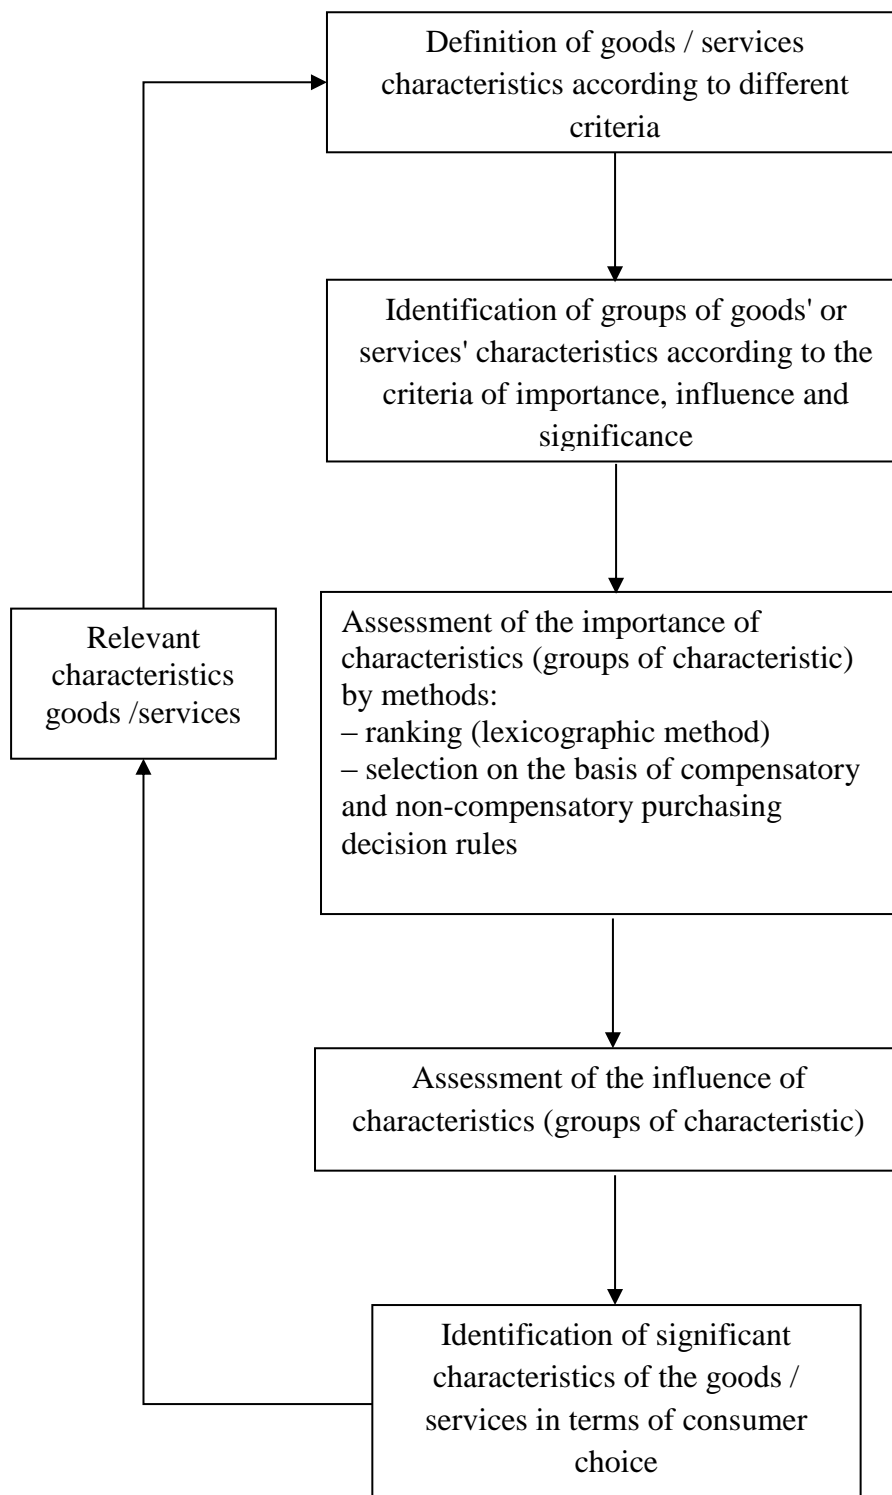 Definition of goods / services
characteristics according to different
criteria
Identification of groups of goods' or
services' characteristics according to the
criteria of importance, influence and
significance
Assessment of the importance of
characteristics (groups of characteristic)
by methods:
– ranking (lexicographic method)
– selection on the basis of compensatory
and non-compensatory purchasing
decision rules
Relevant
characteristics
goods /services
Assessment of the influence of
characteristics (groups of characteristic)
Identification of significant
characteristics of the goods /
services in terms of consumer
choice